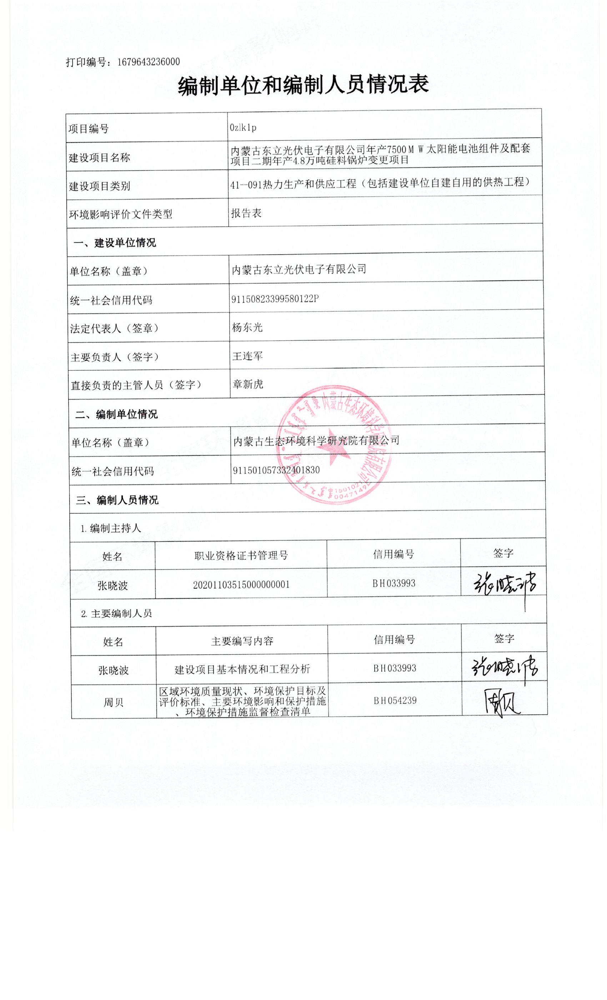 打印编号：1679643236000
编制单位和编制人员情况表
项目编号 0zlk1p
建设项目名称 内蒙古东立光伏电子有限公司年产7500MW太阳能电池组件及配套
项目二期年产4.8万吨硅料锅炉变更项目
建设项目类别 41--091热力生产和供应工程（包括建设单位自建自用的供热工程）
环境影响评价文件类型 报告表
一、建设单位情况
单位名称（盖章） 内蒙古东立光伏电子有限公司
统一社会信用代码 91150823399580122P
法定代表人（签章） 杨东光
主要负责人（签字） 王连军
直接负责的主管人员（签字） 章新虎
二、编制单位情况
单位名称（盖章） 内蒙古生态环境科学研究院有限公司
统一社会信用代码 911501057332401830
内蒙古生态环境科学研究院有限公司
三、编制人员情况
1. 编制主持人
姓名 职业资格证书管理号 信用编号 签字
张晓波 20201103515000000001 BH033993 张晓波
2. 主要编制人员
姓名 主要编写内容 信用编号 签字
张晓波 建设项目基本情况和工程分析 BH033993 张晓波
周贝 区域环境质量现状、环境保护目标及
评价标准、主要环境影响和保护措施
、环境保护措施监督检查清单 BH054239 周贝